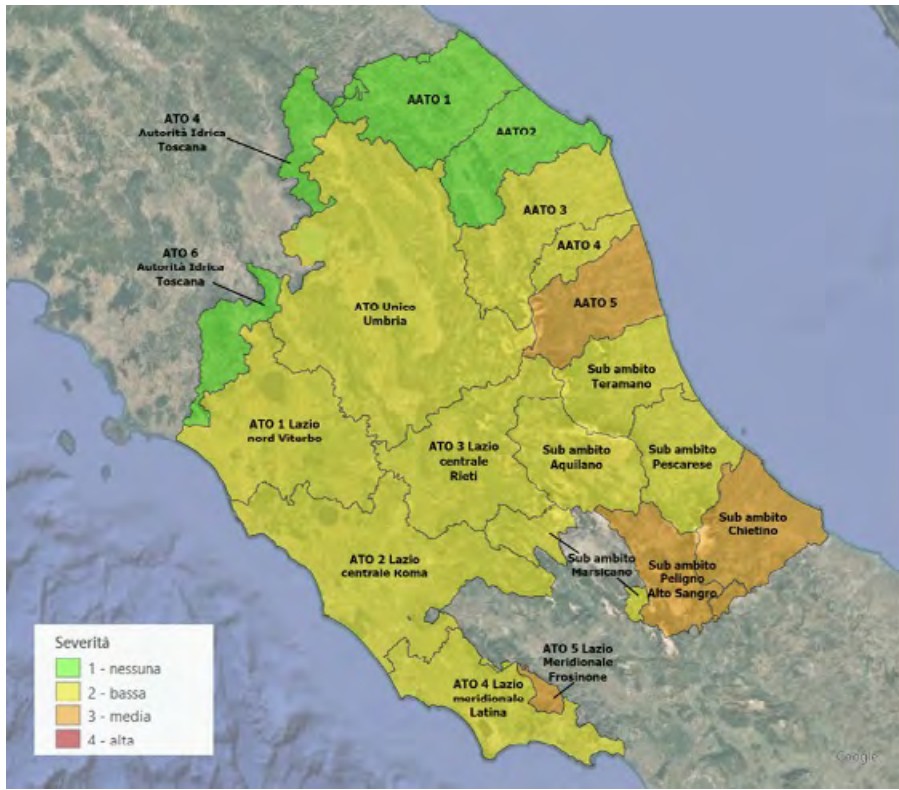 AATO 1
ATO 4
Autorità Idrica
Toscana
AATO2
AATO 3
AATO 4
ATO 6
Autorità Idrica
Toscana
ATO Unico
Umbria
AATO 5
Sub ambito
Teramano
ATO 1 Lazio
nord Viterbo
ATO 3 Lazio
centrale
Rieti
Sub ambito
Aquilano
Sub ambito
Pescarese
Sub ambito
Chietino
ATO 2 Lazio
centrale Roma
Sub ambito
Marsicano
Sub ambito
Peligno
Alto Sangro
ATO 5 Lazio
Meridionale
Frosinone
ATO 4 Lazio
meridionale
Latina
Severità
1 - nessuna
2 - bassa
3 - media
4 - alta
Google